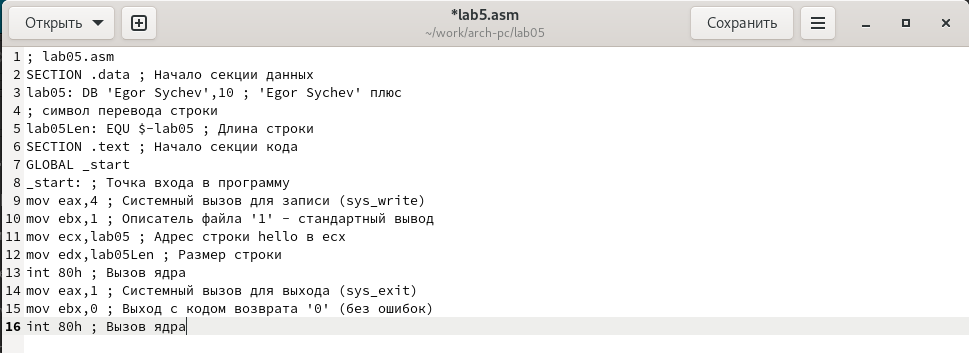 Открыть
*lab5.asm
~/work/arch-pc/lab05
Сохранить
1 ; lab05.asm
2 SECTION .data ; Начало секции данных
3 lab05: DB 'Egor Sychev',10 ; 'Egor Sychev' плюс
4 ; символ перевода строки
5 lab05Len: EQU $-lab05 ; Длина строки
6 SECTION .text ; Начало секции кода
7 GLOBAL _start
8 _start: ; Точка входа в программу
9 mov eax,4 ; Системный вызов для записи (sys_write)
10 mov ebx,1 ; Описатель файла '1' - стандартный вывод
11 mov ecx,lab05 ; Адрес строки hello в ecx
12 mov edx,lab05Len ; Размер строки
13 int 80h ; Вызов ядра
14 mov eax,1 ; Системный вызов для выхода (sys_exit)
15 mov ebx,0 ; Выход с кодом возврата '0' (без ошибок)
16 int 80h ; Вызов ядра